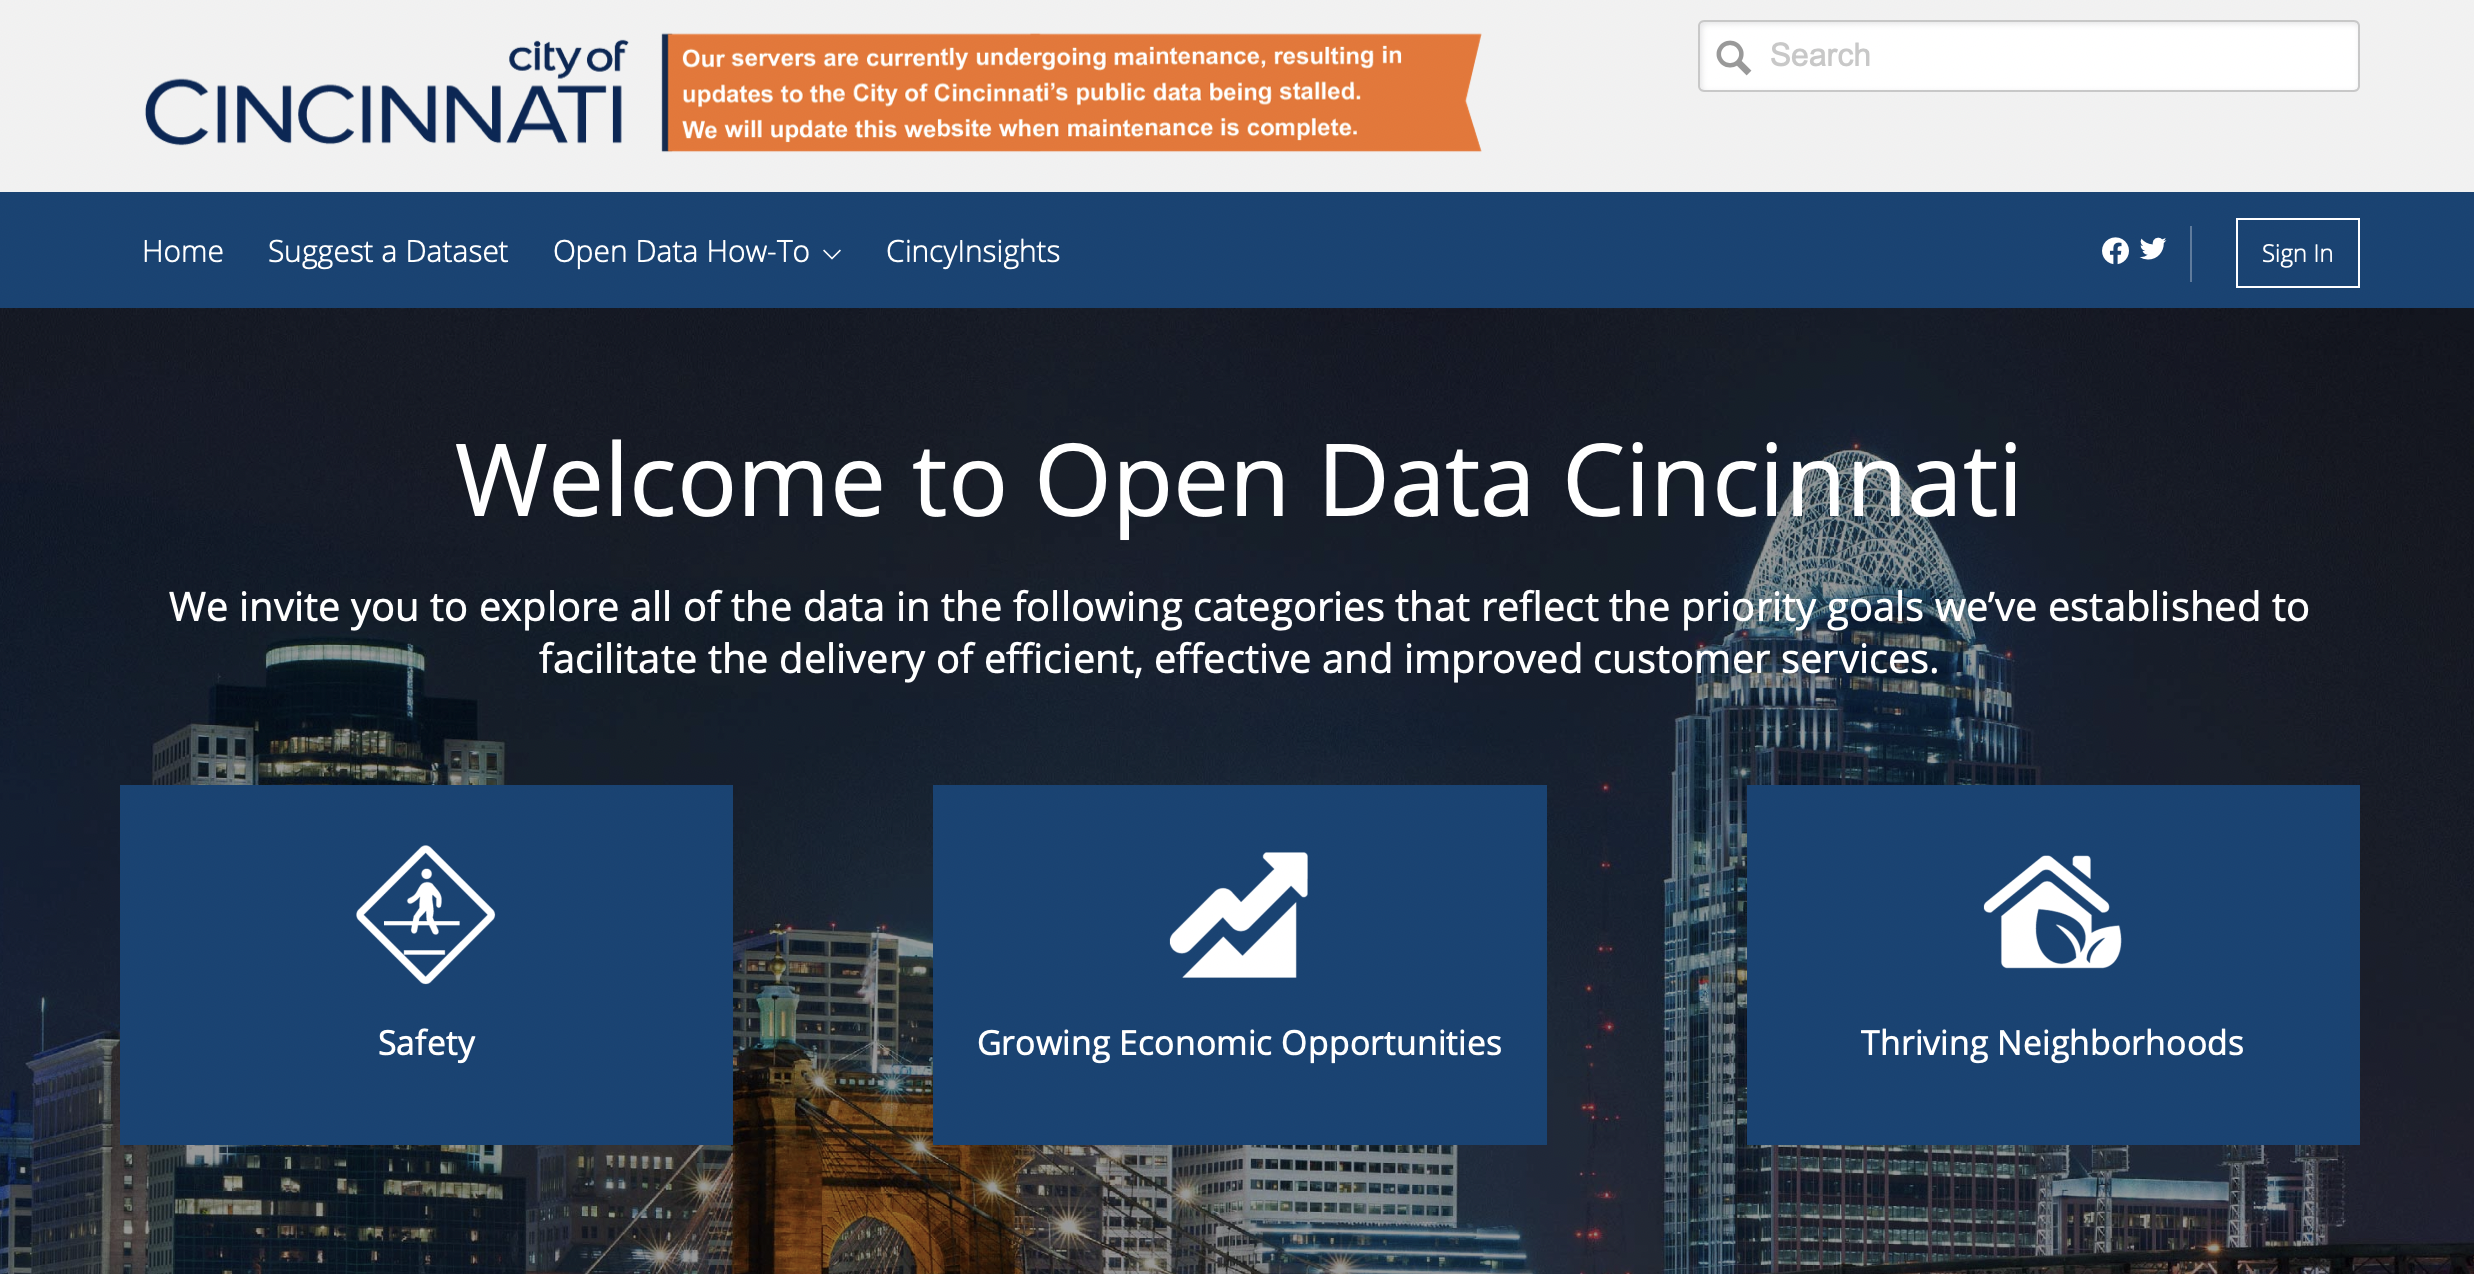 city of
CINCINNATI
Our servers are currently undergoing maintenance, resulting in
updates to the City of Cincinnati's public data being stalled.
We will update this website when maintenance is complete.
Search
Home
Suggest a Dataset
Open Data How-To
CincyInsights
Sign In
Welcome to Open Data Cincinnati
We invite you to explore all of the data in the following categories that reflect the priority goals we've established to
facilitate the delivery of efficient, effective and improved customer services.
Safety
Growing Economic Opportunities
Thriving Neighborhoods